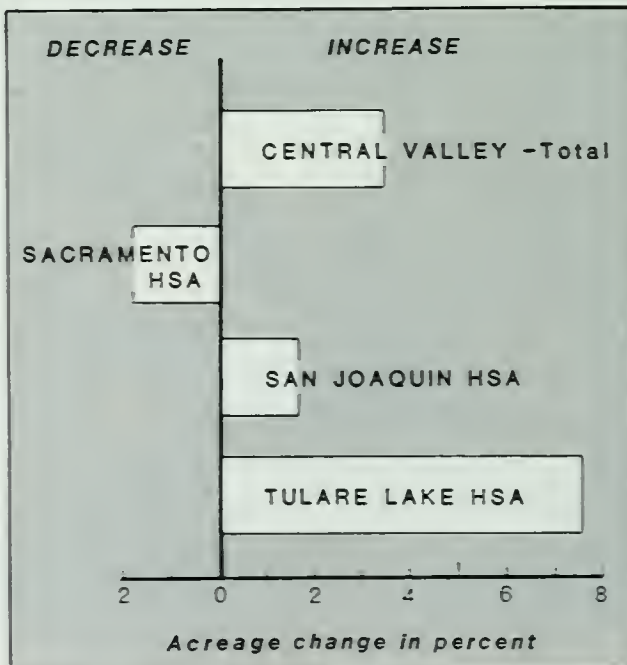 DECREASE INCREASE
CENTRAL VALLEY -Total
SACRAMENTO
HSA
SAN JOAQUIN HSA
TULARE LAKE HSA
2 0 2 4 6 8
Acreage change in percent